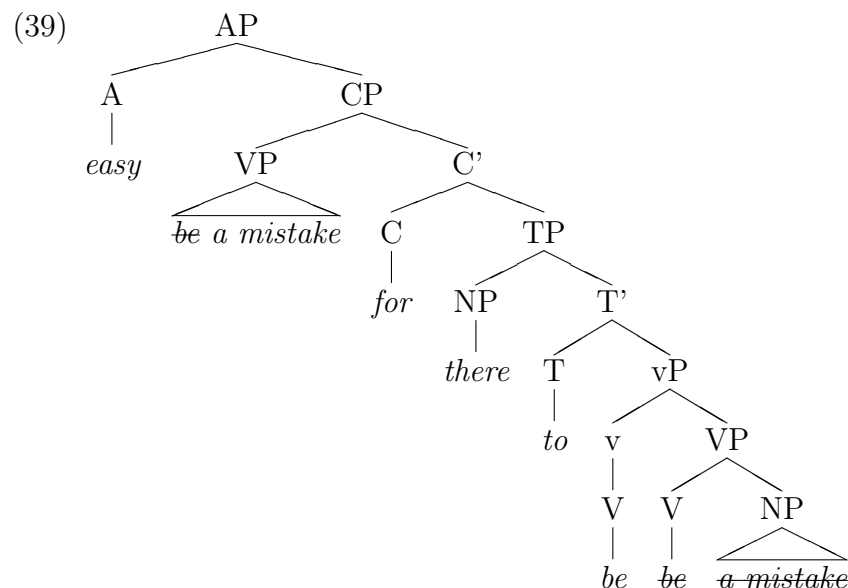 (39) AP
A CP
easy VP C'
be a mistake C TP
for NP T'
there T vP
to v VP
V V NP
be be a mistake